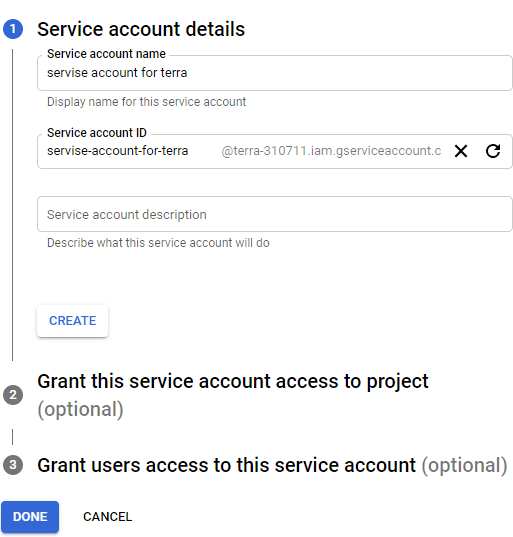 1 Service account details
Service account name
servise account for terra
Display name for this service account
Service account ID
servise-account-for-terra @terra-310711.iam.gserviceaccount.c
Service account description
Describe what this service account will do
CREATE
2 Grant this service account access to project
(optional)
3 Grant users access to this service account (optional)
DONE CANCEL